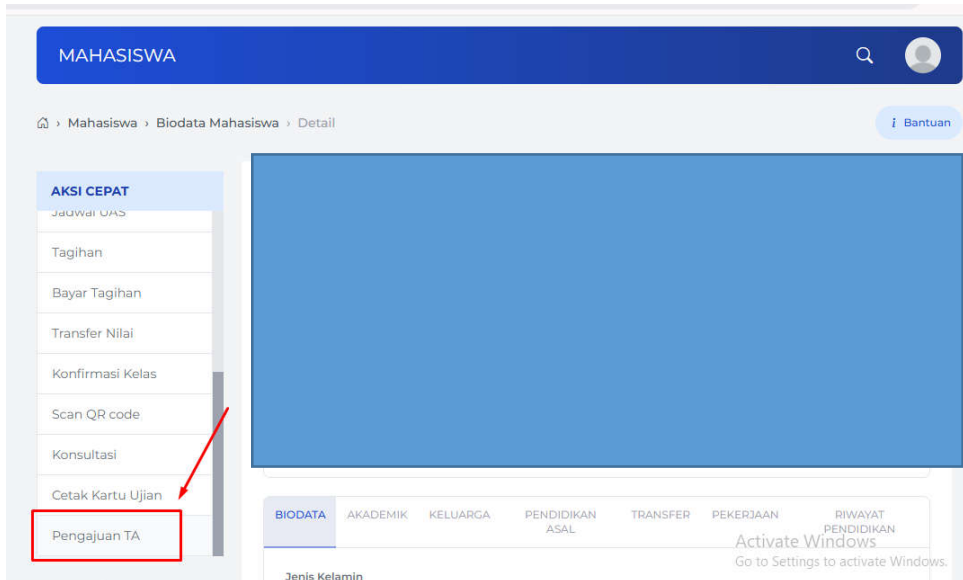 MAHASISWA
Mahasiswa › Biodata Mahasiswa › Detail
i Bantuan
AKSI CEPAT
Jadwal UAS
Tagihan
Bayar Tagihan
Transfer Nilai
Konfirmasi Kelas
Scan QR code
Konsultasi
Cetak Kartu Ujian
Pengajuan TA
BIODATA
AKADEMIK
KELUARGA
PENDIDIKAN
ASAL
TRANSFER
PEKERJAAN
RIWAYAT
PENDIDIKAN
Activate Windows
Go to Settings to activate Windows.
Jenis Kelamin